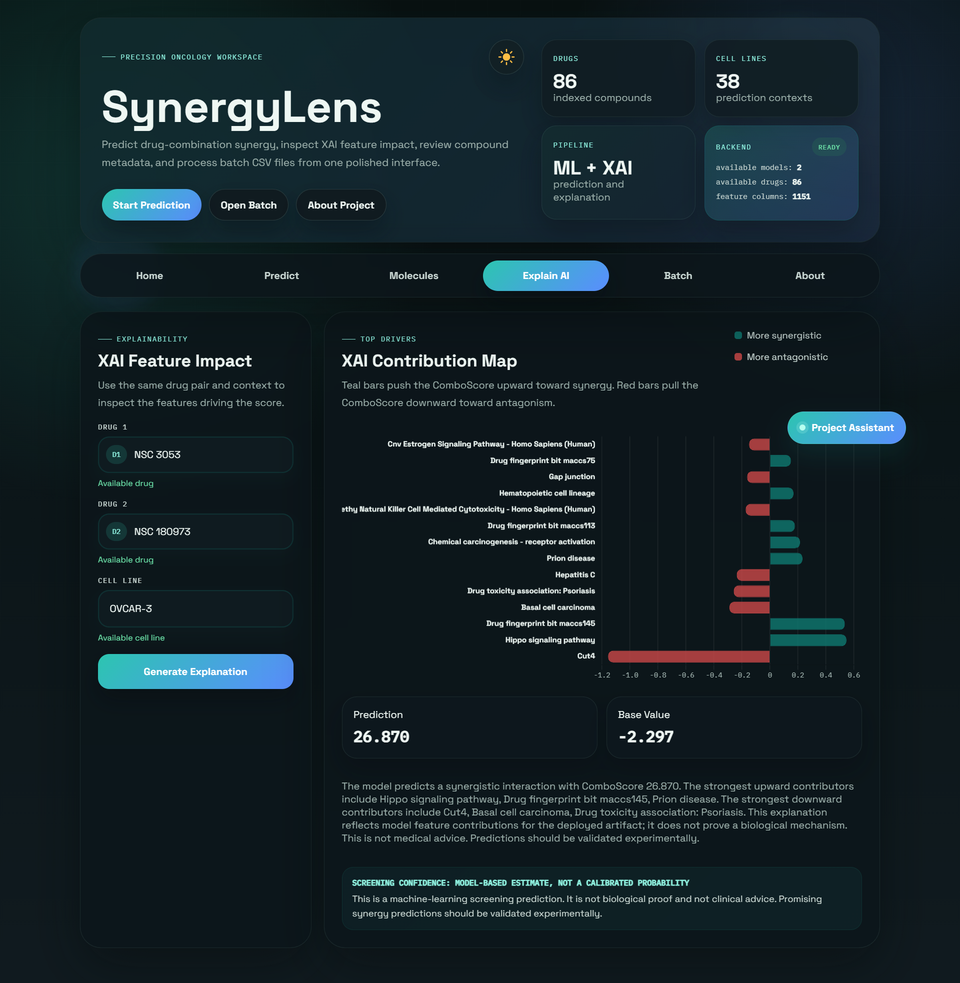 PRECISION ONCOLOGY WORKSPACE
SynergyLens
Predict drug-combination synergy, inspect XAI feature impact, review compound
metadata, and process batch CSV files from one polished interface.
Start Prediction
Open Batch
About Project
DRUGS
86
indexed compounds
CELL LINES
38
prediction contexts
PIPELINE
ML + XAI
prediction and
explanation
BACKEND
READY
available models: 2
available drugs: 86
feature columns: 1151
Home
Predict
Molecules
Explain AI
Batch
About
EXPLAINABILITY
XAI Feature Impact
Use the same drug pair and context to
inspect the features driving the score.
DRUG 1
D1 NSC 3053
Available drug
DRUG 2
D2 NSC 180973
Available drug
CELL LINE
OVCAR-3
Available cell line
Generate Explanation
TOP DRIVERS
XAI Contribution Map
Teal bars push the ComboScore upward toward synergy. Red bars pull the
ComboScore downward toward antagonism.
More synergistic
More antagonistic
Project Assistant
Cnv Estrogen Signaling Pathway - Homo Sapiens (Human)
Drug fingerprint bit maccs75
Gap junction
Hematopoietic cell lineage
ethy Natural Killer Cell Mediated Cytotoxicity - Homo Sapiens (Human)
Drug fingerprint bit maccs113
Chemical carcinogenesis - receptor activation
Prion disease
Hepatitis C
Drug toxicity association: Psoriasis
Basal cell carcinoma
Drug fingerprint bit maccs145
Hippo signaling pathway
Cut4
-1.2 -1.0 -0.8 -0.6 -0.4 -0.2 0 0.2 0.4 0.6
Prediction
26.870
Base Value
-2.297
The model predicts a synergistic interaction with ComboScore 26.870. The strongest upward contributors
include Hippo signaling pathway, Drug fingerprint bit maccs145, Prion disease. The strongest downward
contributors include Cut4, Basal cell carcinoma, Drug toxicity association: Psoriasis. This explanation
reflects model feature contributions for the deployed artifact; it does not prove a biological mechanism.
This is not medical advice. Predictions should be validated experimentally.
SCREENING CONFIDENCE: MODEL-BASED ESTIMATE, NOT A CALIBRATED PROBABILITY
This is a machine-learning screening prediction. It is not biological proof and not clinical advice. Promising
synergy predictions should be validated experimentally.